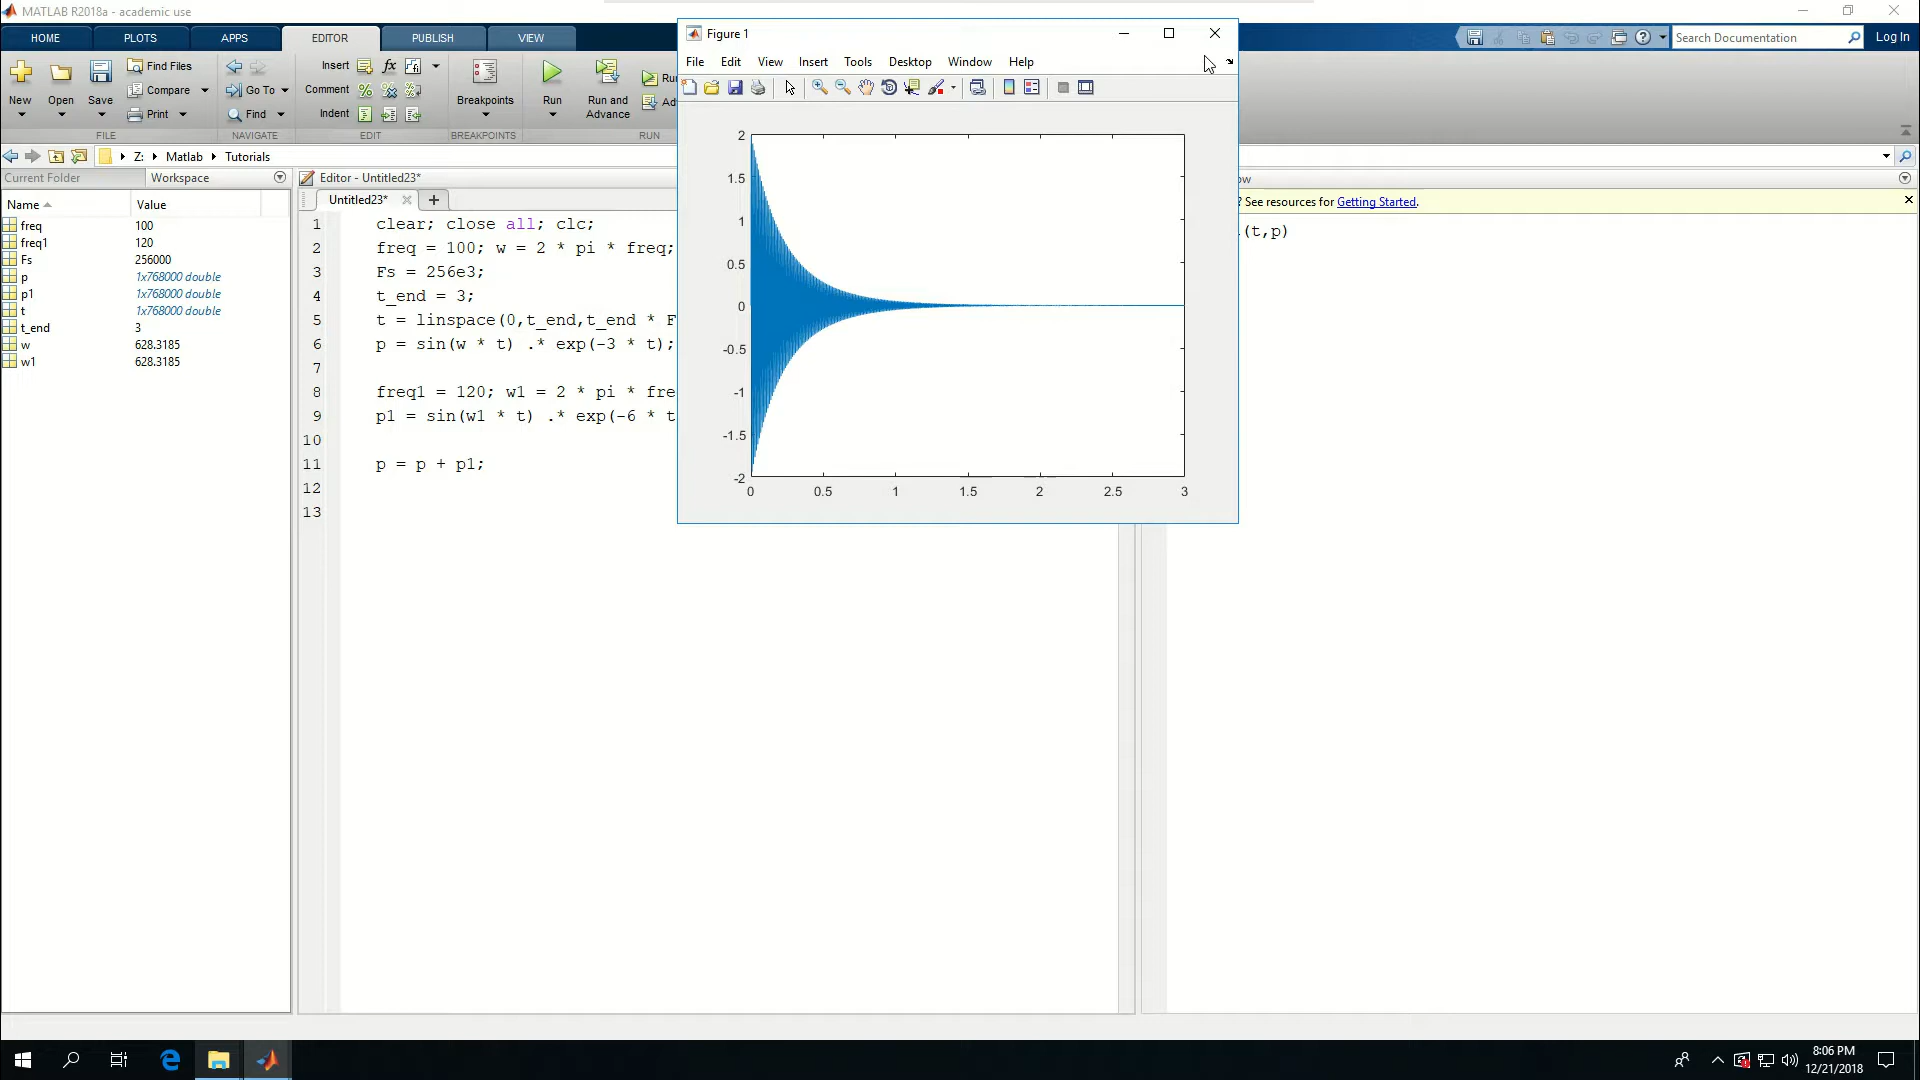 MATLAB R2018a - academic use
HOME PLOTS APPS EDITOR PUBLISH VIEW
Search Documentation
Log In
New
Open
Save
Find Files
Compare
Print
FILE
Go To
Find
NAVIGATE
Insert
fx
Comment
Indent
EDIT
Breakpoints
BREAKPOINTS
Run
Run and
Advance
RUN
Z: Matlab Tutorials
Current Folder Workspace
Name Value
freq 100
freq1 120
Fs 256000
p 1x768000 double
p1 1x768000 double
t 1x768000 double
t_end 3
w 628.3185
w1 628.3185
Editor - Untitled23*
Untitled23*
1 clear; close all; clc;
2 freq = 100; w = 2 * pi * freq;
3 Fs = 256e3;
4 t_end = 3;
5 t = linspace(0,t_end,t_end * F
6 p = sin(w * t) .* exp(-3 * t);
7
8 freq1 = 120; w1 = 2 * pi * fre
9 p1 = sin(w1 * t) .* exp(-6 * t
10
11 p = p + p1;
12
13
Figure 1
File Edit View Insert Tools Desktop Window Help
2
1.5
1
0.5
0
-0.5
-1
-1.5
-2
0 0.5 1 1.5 2 2.5 3
? See resources for Getting Started.
(t,p)
8:06 PM
12/21/2018